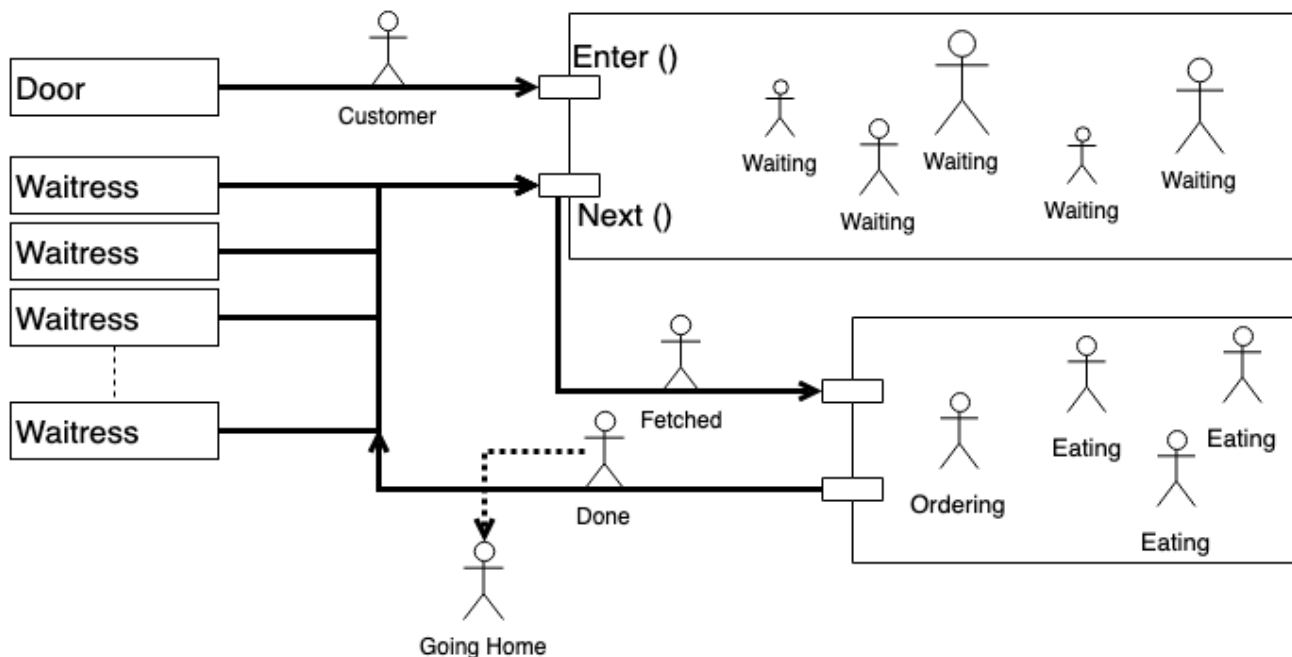 Enter ()
Door
Customer
Waiting
Waiting
Waiting
Waiting
Waiting
Waitress
Next ()
Waitress
Waitress
Waitress
Fetched
Done
Going Home
Ordering
Eating
Eating
Eating